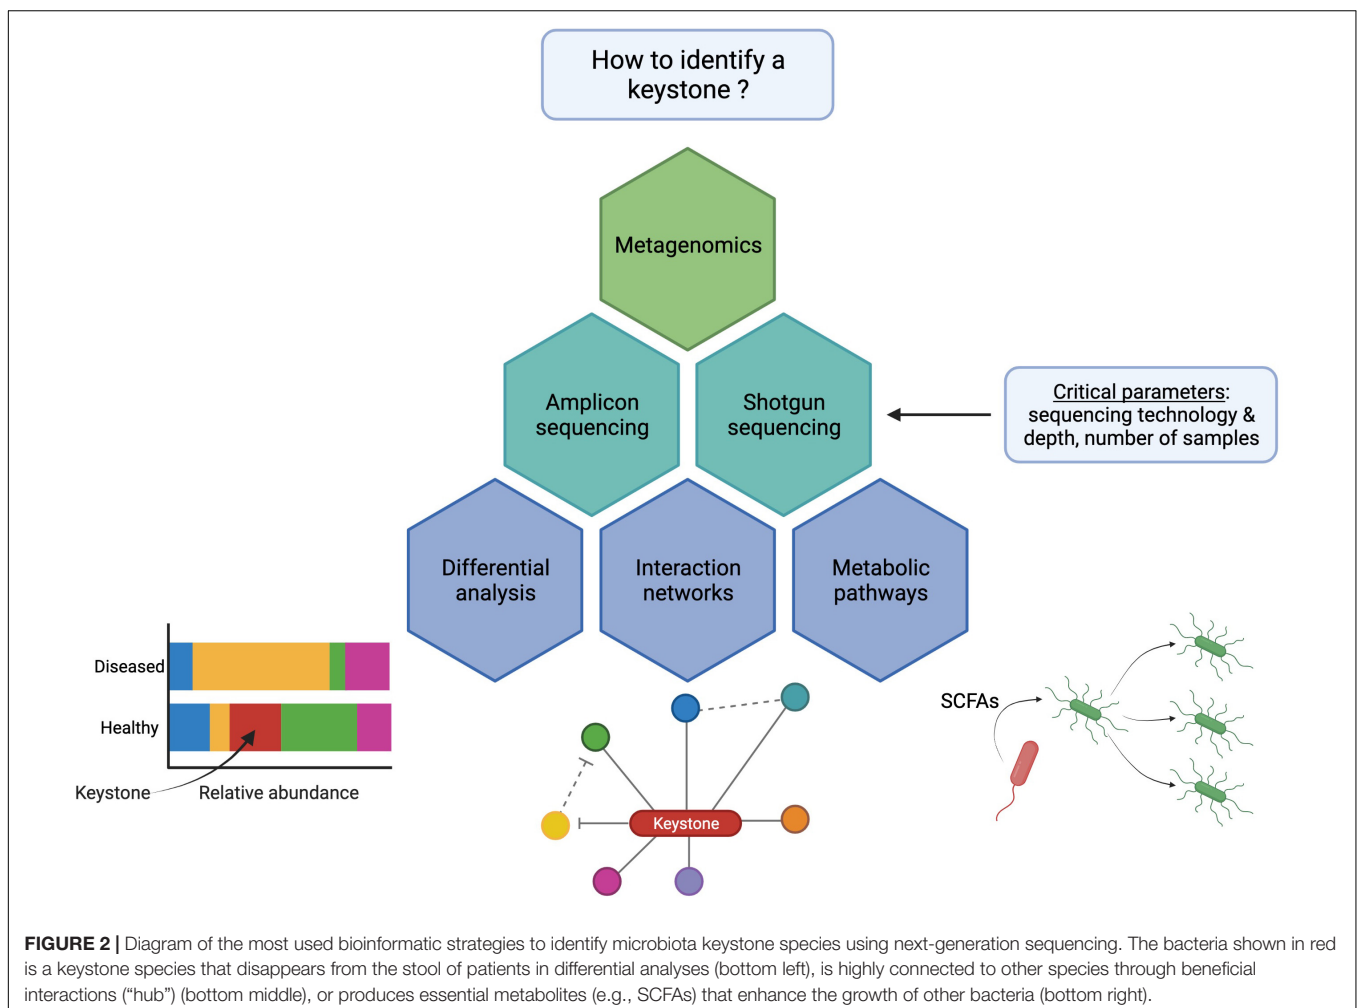 How to identify a
keystone ?
Metagenomics
Amplicon
sequencing
Shotgun
sequencing
Critical parameters:
sequencing technology &
depth, number of samples
Differential
analysis
Interaction
networks
Metabolic
pathways
Diseased
Healthy
Keystone
Relative abundance
Keystone
SCFAs
FIGURE 2 | Diagram of the most used bioinformatic strategies to identify microbiota keystone species using next-generation sequencing. The bacteria shown in red
is a keystone species that disappears from the stool of patients in differential analyses (bottom left), is highly connected to other species through beneficial
interactions (“hub”) (bottom middle), or produces essential metabolites (e.g., SCFAs) that enhance the growth of other bacteria (bottom right).